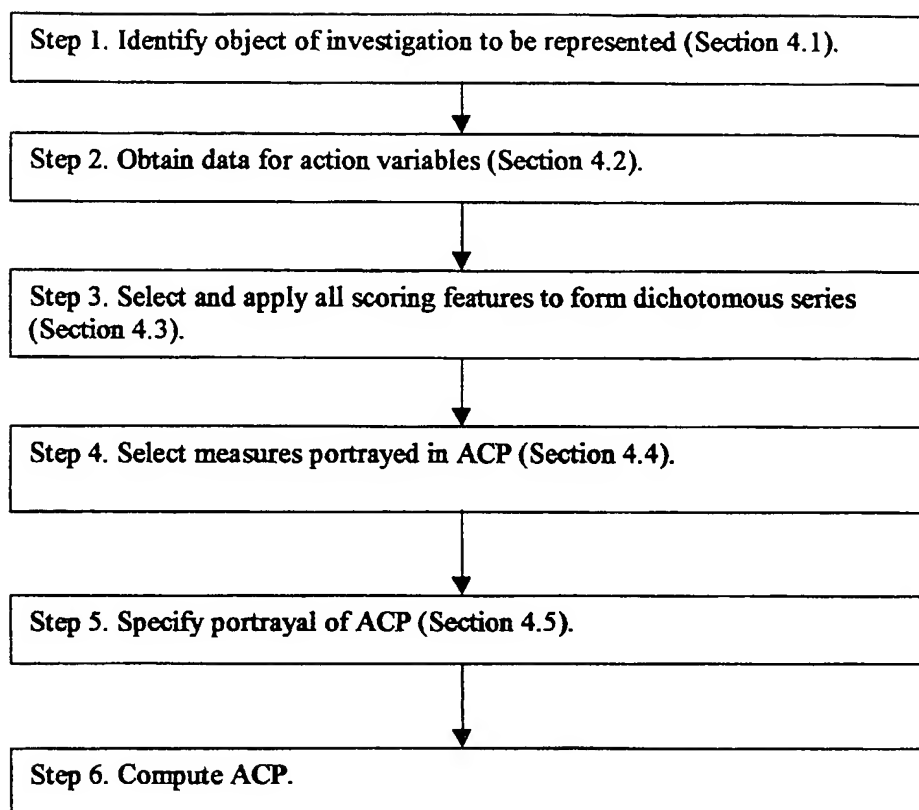 Step 1. Identify object of investigation to be represented (Section 4.1).
Step 2. Obtain data for action variables (Section 4.2).
Step 3. Select and apply all scoring features to form dichotomous series
(Section 4.3).
Step 4. Select measures portrayed in ACP (Section 4.4).
Step 5. Specify portrayal of ACP (Section 4.5).
Step 6. Compute ACP.